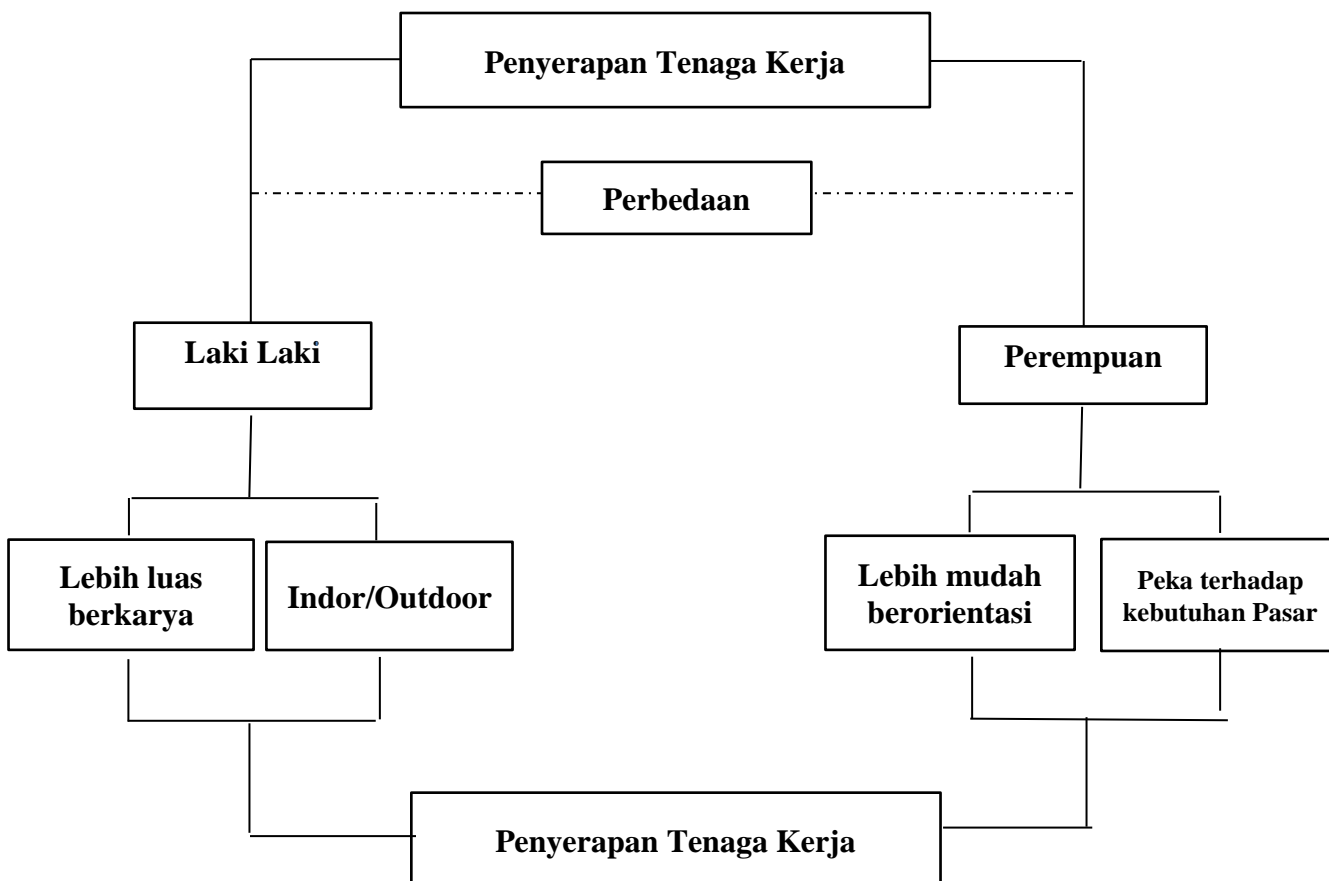 Penyerapan Tenaga Kerja
Perbedaan
Laki Laki
Perempuan
Lebih luas
berkarya
Indor/Outdoor
Lebih mudah
berorientasi
Peka terhadap
kebutuhan Pasar
Penyerapan Tenaga Kerja